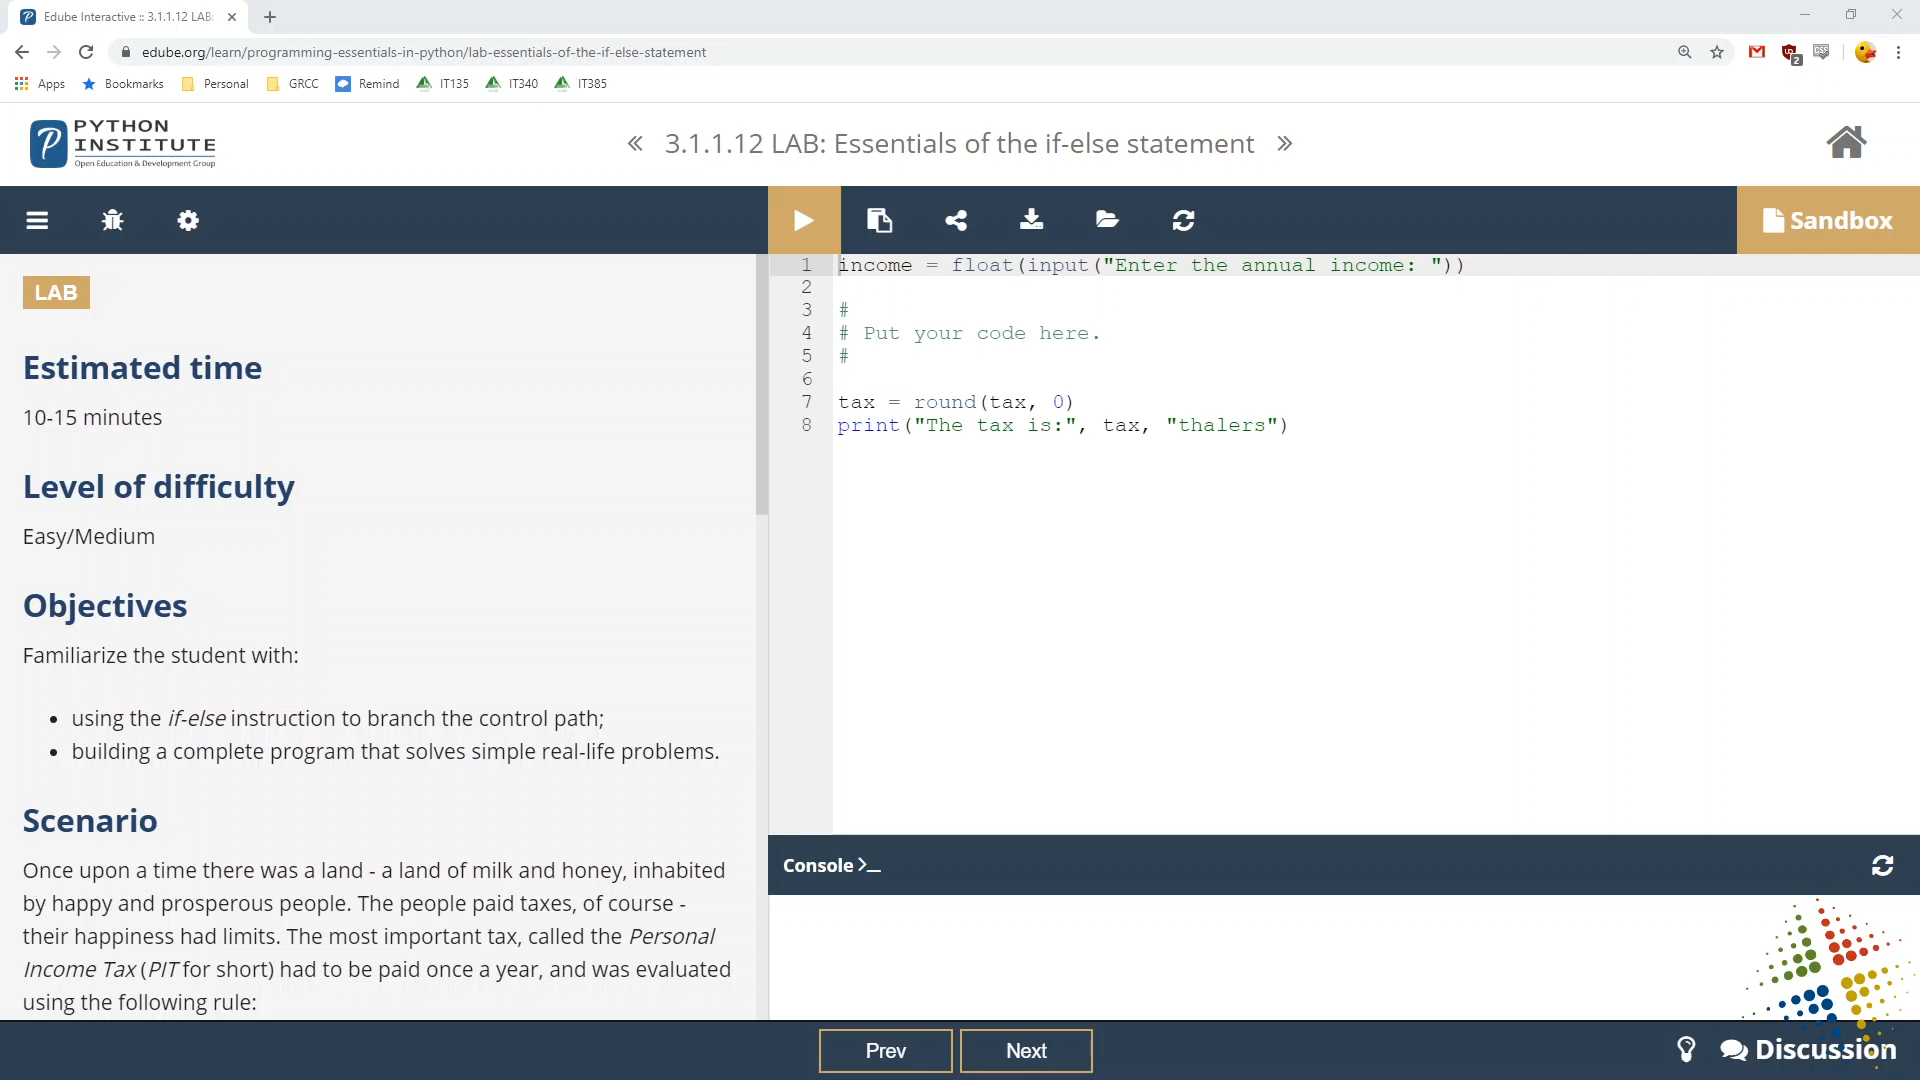 Edube Interactive :: 3.1.1.12 LAB:
edube.org/learn/programming-essentials-in-python/lab-essentials-of-the-if-else-statement
2
CSS
Apps
Bookmarks
Personal
GRCC
Remind
IT135
IT340
IT385
PYTHON
INSTITUTE
Open Education & Development Group
« 3.1.1.12 LAB: Essentials of the if-else statement »
Sandbox
LAB
Estimated time
10-15 minutes
Level of difficulty
Easy/Medium
Objectives
Familiarize the student with:
• using the if-else instruction to branch the control path;
• building a complete program that solves simple real-life problems.
Scenario
Once upon a time there was a land - a land of milk and honey, inhabited
by happy and prosperous people. The people paid taxes, of course -
their happiness had limits. The most important tax, called the Personal
Income Tax (PIT for short) had to be paid once a year, and was evaluated
using the following rule:
1 income = float(input("Enter the annual income: "))
2
3 #
4 # Put your code here.
5 #
6
7 tax = round(tax, 0)
8 print("The tax is:", tax, "thalers")
Console >_
Prev
Next
Discussion